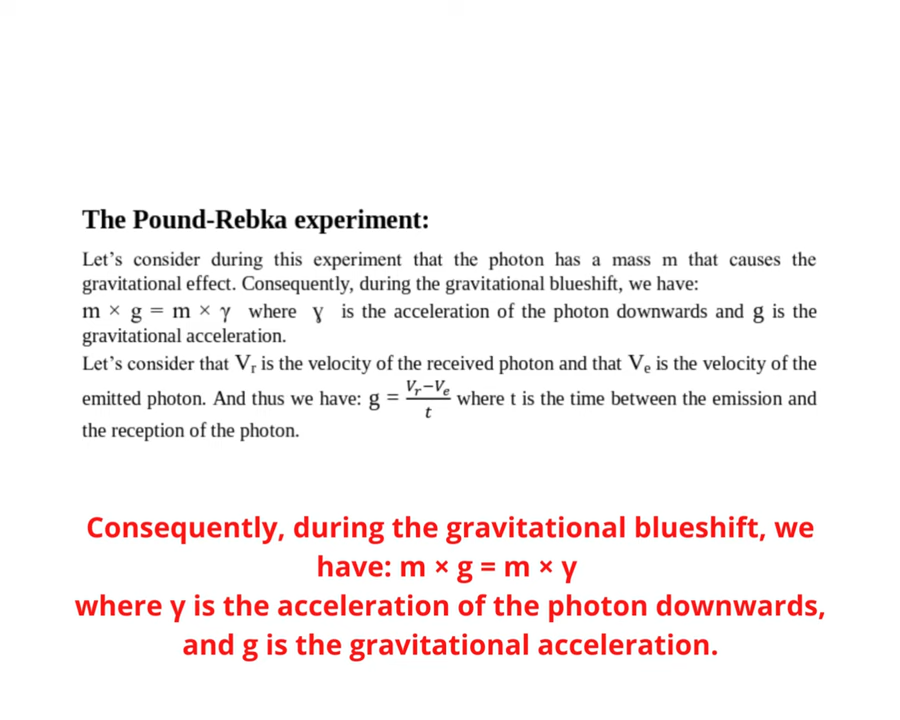 The Pound-Rebka experiment:
Let's consider during this experiment that the photon has a mass m that causes the
gravitational effect. Consequently, during the gravitational blueshift, we have:
m × g = m × γ where γ is the acceleration of the photon downwards and g is the
gravitational acceleration.
Let's consider that Vr is the velocity of the received photon and that Ve is the velocity of the
emitted photon. And thus we have: g = (Vr−Ve)/t where t is the time between the emission and
the reception of the photon.
Consequently, during the gravitational blueshift, we
have: m × g = m × γ
where γ is the acceleration of the photon downwards,
and g is the gravitational acceleration.